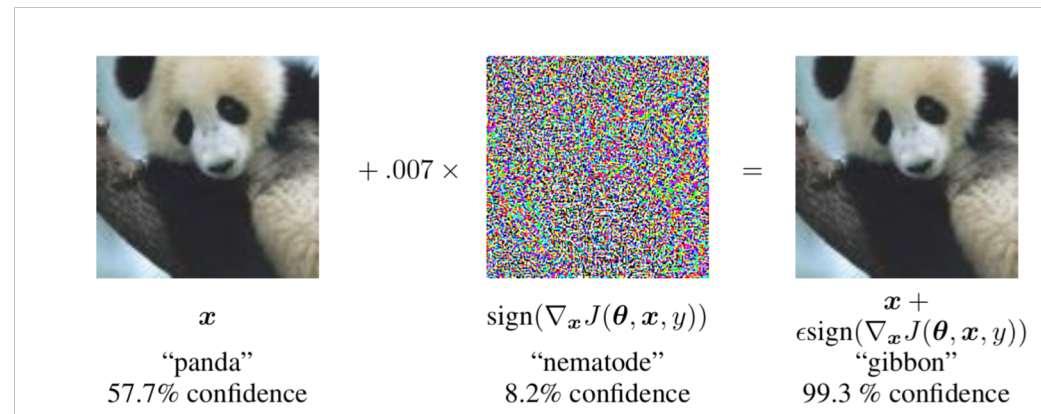 + .007 ×
=
x
sign(∇ₓJ(θ, x, y))
x +
ϵsign(∇ₓJ(θ, x, y))
“panda”
“nematode”
“gibbon”
57.7% confidence
8.2% confidence
99.3 % confidence